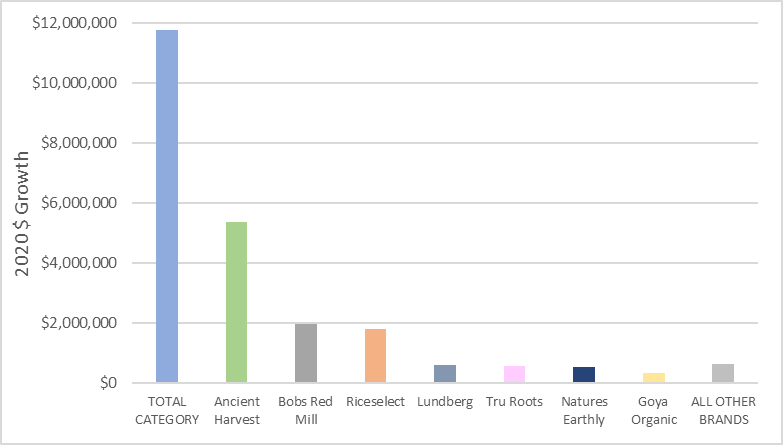 $12,000,000
$10,000,000
$8,000,000
$6,000,000
$4,000,000
$2,000,000
$0
2020 $ Growth
TOTAL
CATEGORY
Ancient
Harvest
Bobs Red
Mill
Riceselect
Lundberg
Tru Roots
Natures
Earthly
Goya
Organic
ALL OTHER
BRANDS